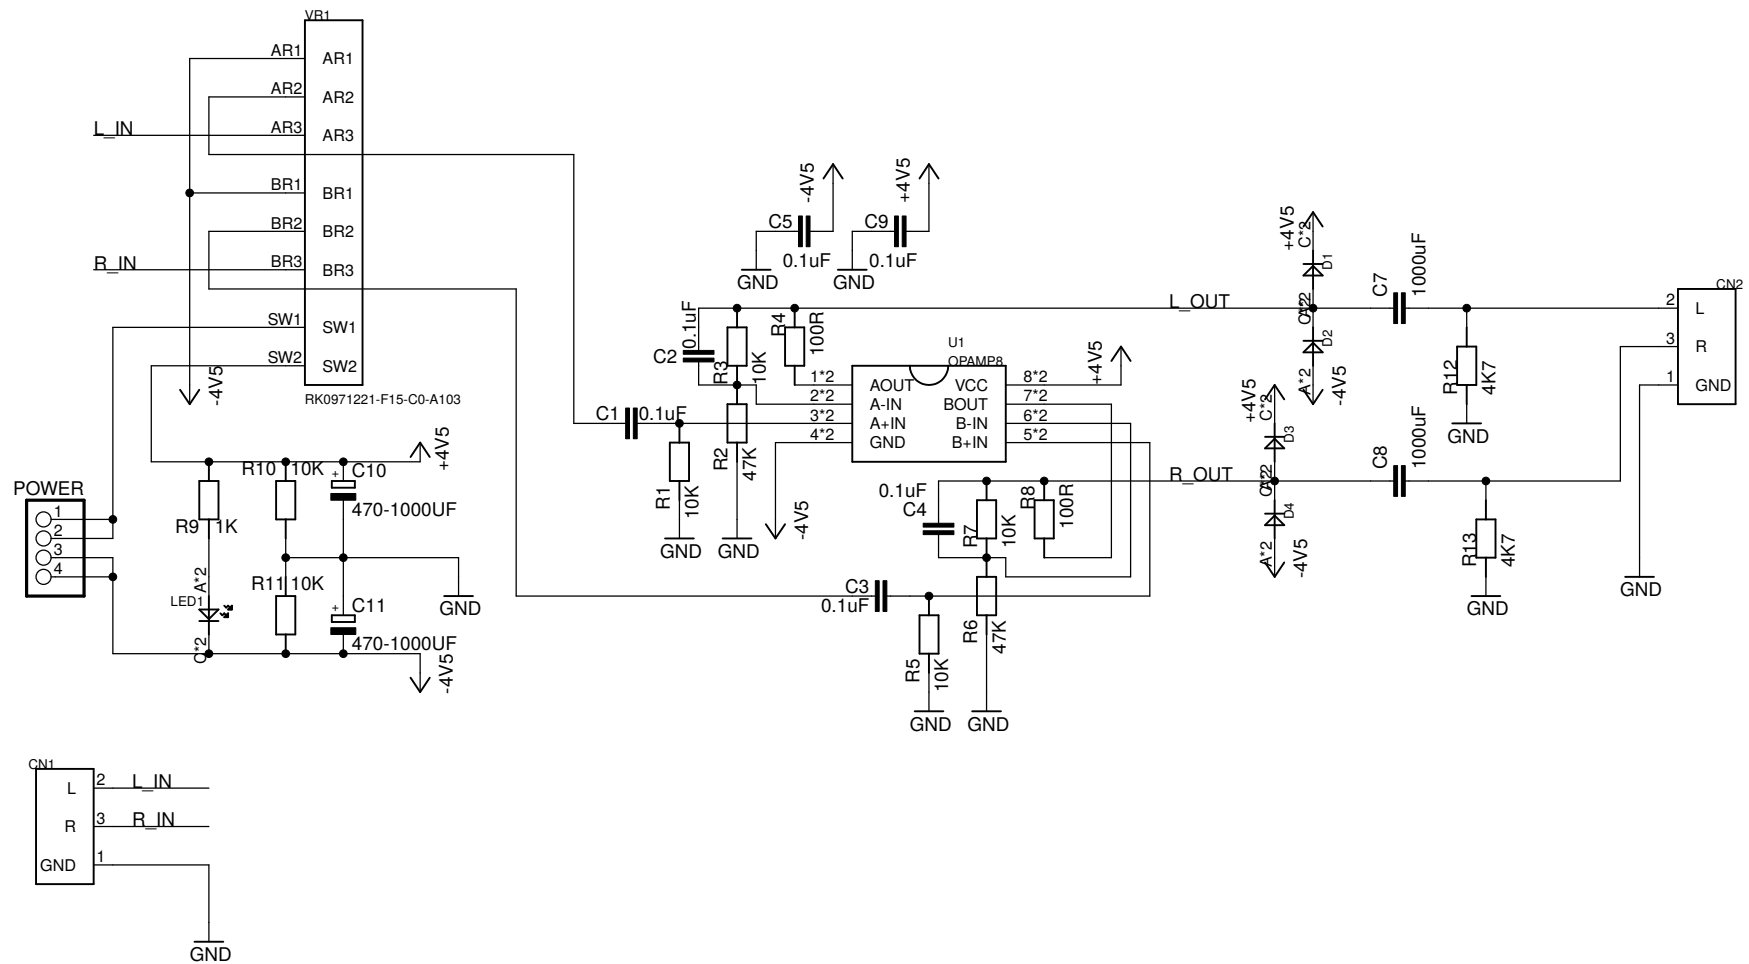 VR1
AR1 AR1
AR2 AR2
L_IN AR3 AR3
BR1 BR1
BR2 BR2
R_IN BR3 BR3
SW1 SW1
SW2 SW2
-4V5
RK0971221-F15-C0-A103
POWER
1
2
3
4
R9 1K
A*2
LED1
C*2
R10 10K
C10
+
470-1000UF
+4V5
R11 10K
C11
+
470-1000UF
-4V5
GND
CN1
L 2 L_IN
R 3 R_IN
GND 1
GND
C5
0.1uF
-4V5
GND
C9
0.1uF
+4V5
GND
C1 0.1uF
C2
0.1uF
R3
10K
R4
100R
R2
47K
R1
10K
GND
GND
-4V5
U1
OPAMP8
1*2 AOUT VCC 8*2
2*2 A-IN BOUT 7*2
3*2 A+IN B-IN 6*2
4*2 GND B+IN 5*2
+4V5
0.1uF
C4
R7
10K
R8
100R
C3
0.1uF
R5
10K
R6
47K
GND
GND
L_OUT
+4V5
C*2
D1
D2
A*2
-4V5
C7
1000uF
R12
4K7
GND
R_OUT
+4V5
C*2
D3
D4
A*2
-4V5
C8
1000uF
R13
4K7
GND
CN2
2 L
3 R
1 GND
GND